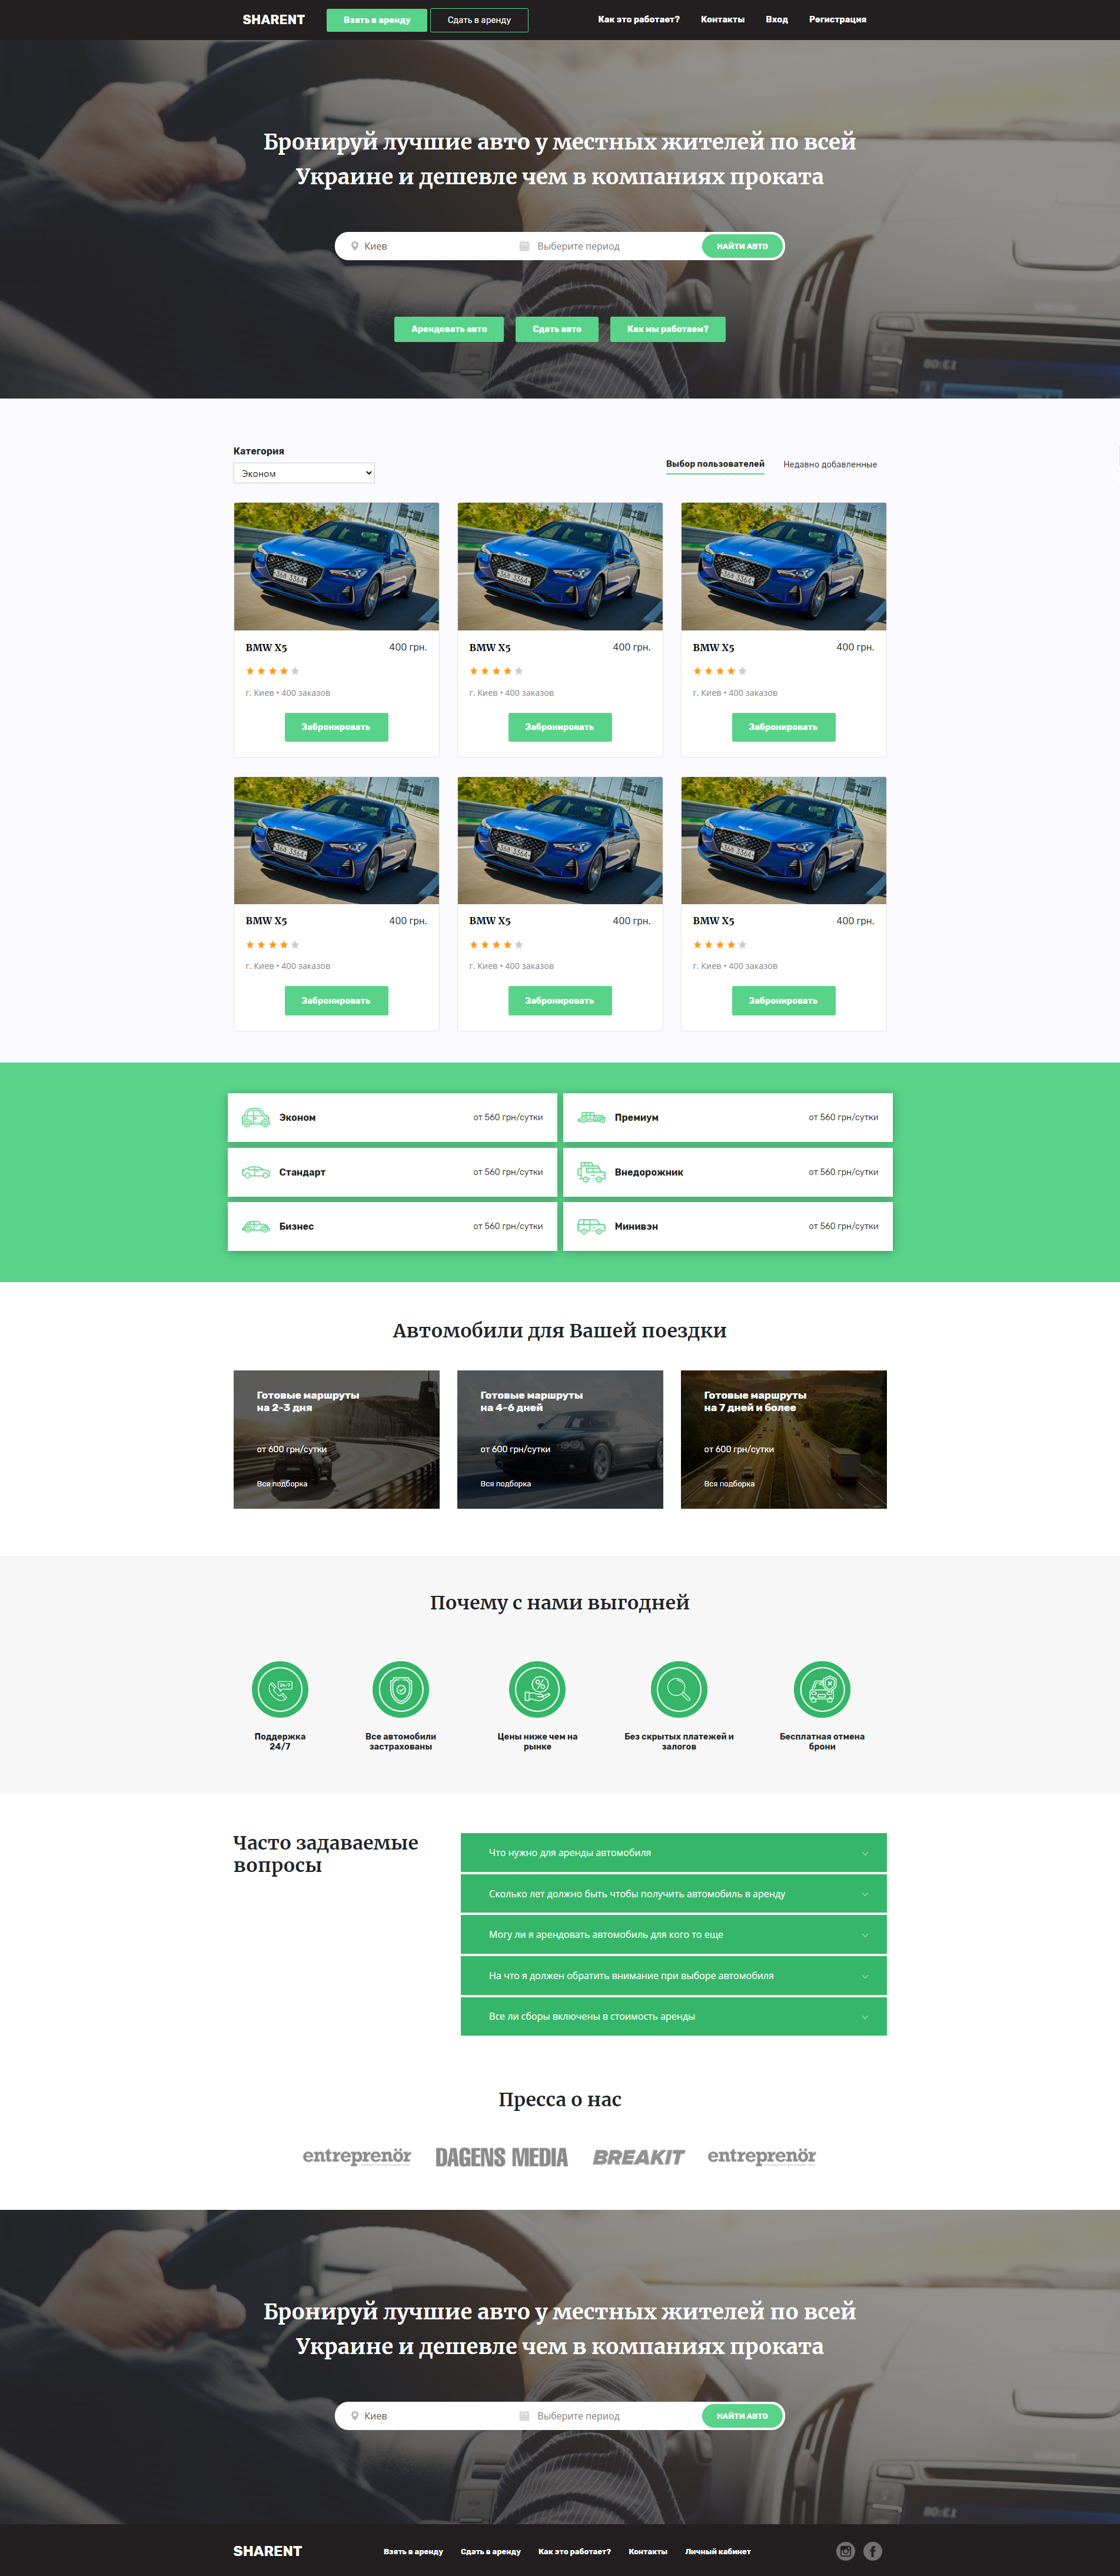 SHARENT
Взять в аренду
Сдать в аренду
Как это работает?
Контакты
Вход
Регистрация
Бронируй лучшие авто у местных жителей по всей
Украине и дешевле чем в компаниях проката
Киев
Выберите период
НАЙТИ АВТО
Арендовать авто
Сдать авто
Как мы работаем?
Категория
Эконом
Выбор пользователей
Недавно добавленные
BMW X5
400 грн.
г. Киев • 400 заказов
Забронировать
BMW X5
400 грн.
г. Киев • 400 заказов
Забронировать
BMW X5
400 грн.
г. Киев • 400 заказов
Забронировать
BMW X5
400 грн.
г. Киев • 400 заказов
Забронировать
BMW X5
400 грн.
г. Киев • 400 заказов
Забронировать
BMW X5
400 грн.
г. Киев • 400 заказов
Забронировать
Эконом
от 560 грн/сутки
Премиум
от 560 грн/сутки
Стандарт
от 560 грн/сутки
Внедорожник
от 560 грн/сутки
Бизнес
от 560 грн/сутки
Минивэн
от 560 грн/сутки
Автомобили для Вашей поездки
Готовые маршруты
на 2-3 дня
от 600 грн/сутки
Вся подборка
Готовые маршруты
на 4-6 дней
от 600 грн/сутки
Вся подборка
Готовые маршруты
на 7 дней и более
от 600 грн/сутки
Вся подборка
Почему с нами выгодней
24/7
Поддержка
24/7
Все автомобили
застрахованы
Цены ниже чем на
рынке
Без скрытых платежей и
залогов
Бесплатная отмена
брони
Часто задаваемые
вопросы
Что нужно для аренды автомобиля
Сколько лет должно быть чтобы получить автомобиль в аренду
Могу ли я арендовать автомобиль для кого то еще
На что я должен обратить внимание при выборе автомобиля
Все ли сборы включены в стоимость аренды
Пресса о нас
entreprenör
DAGENS MEDIA
BREAKIT
entreprenör
Бронируй лучшие авто у местных жителей по всей
Украине и дешевле чем в компаниях проката
Киев
Выберите период
НАЙТИ АВТО
SHARENT
Взять в аренду
Сдать в аренду
Как это работает?
Контакты
Личный кабинет